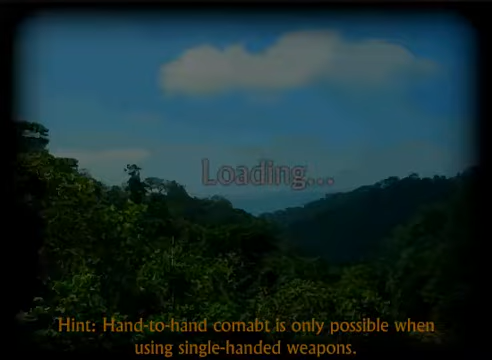 Loading...
Hint: Hand-to-hand comabt is only possible when
using single-handed weapons.